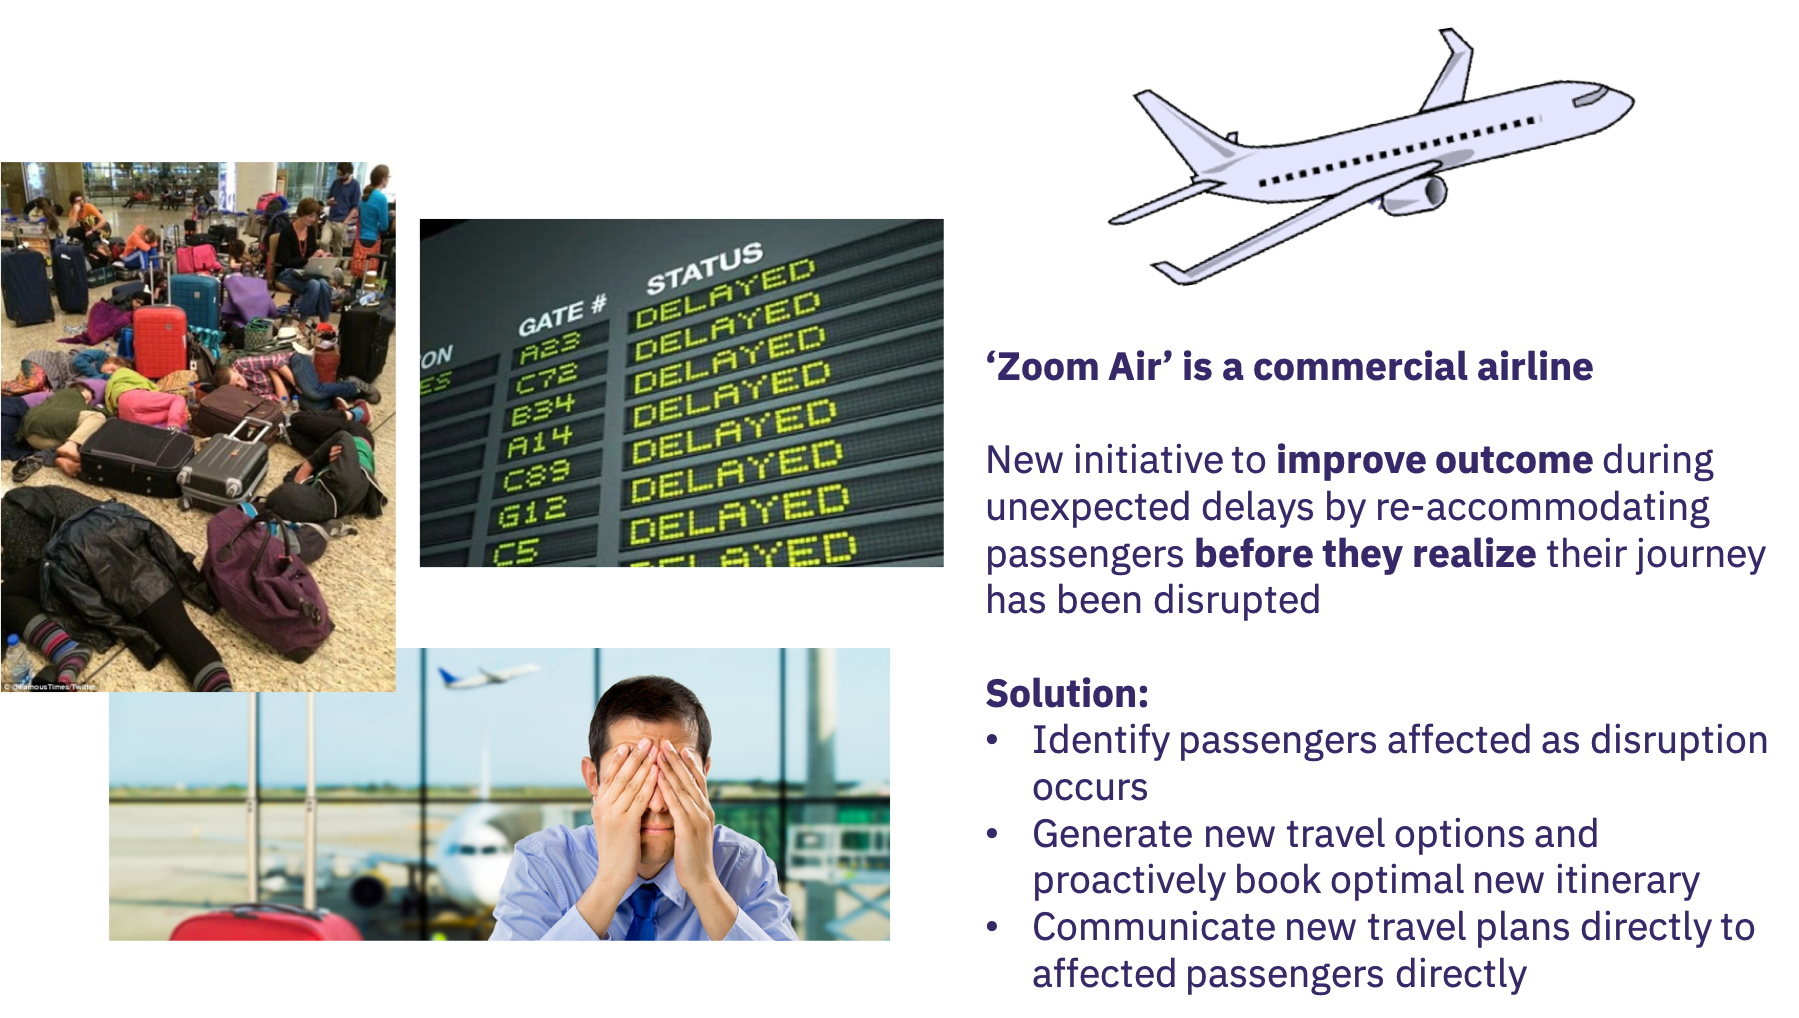 ‘Zoom Air’ is a commercial airline
New initiative to improve outcome during
unexpected delays by re-accommodating
passengers before they realize their journey
has been disrupted
Solution:
• Identify passengers affected as disruption
occurs
• Generate new travel options and
proactively book optimal new itinerary
• Communicate new travel plans directly to
affected passengers directly
ON GATE # STATUS
ES A23 DELAYED
C72 DELAYED
B34 DELAYED
A14 DELAYED
C89 DELAYED
G12 DELAYED
C5 DELAYED
DELAYED
© @FamousTimes/Twitter